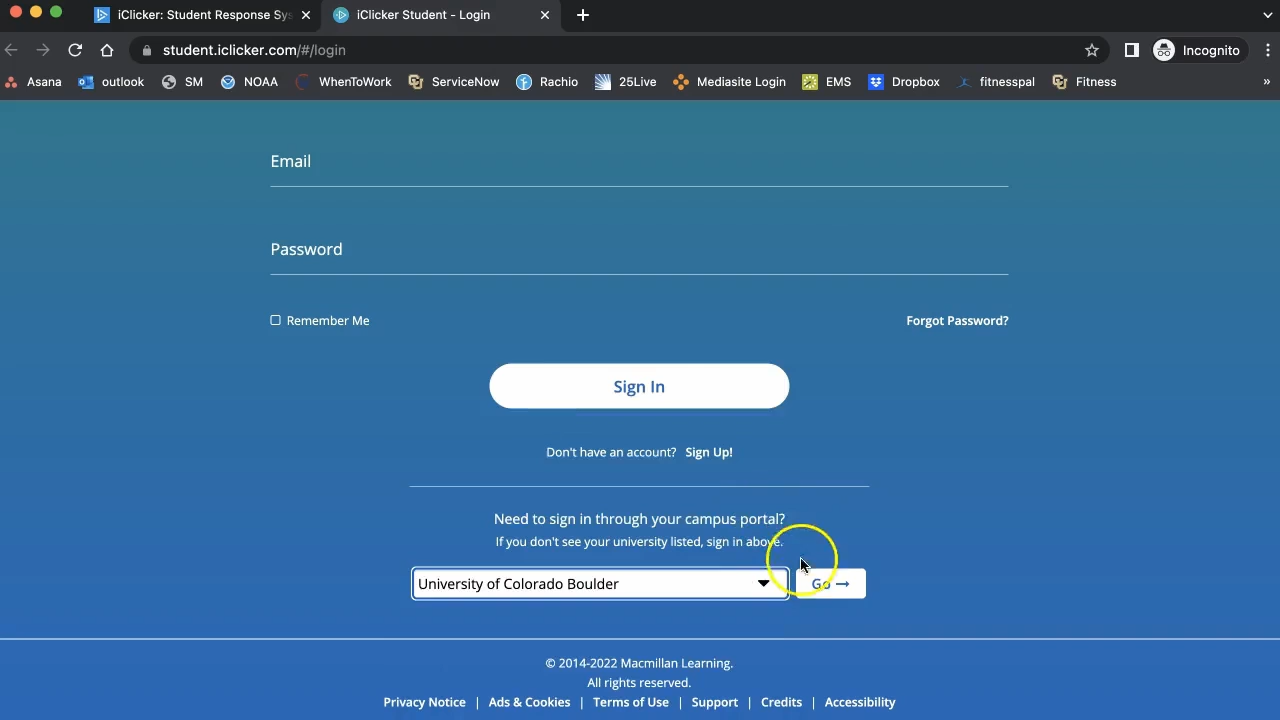 iClicker: Student Response Sys
iClicker Student - Login
student.iclicker.com/#/login
Incognito
Asana outlook SM NOAA WhenToWork ServiceNow Rachio 25Live Mediasite Login EMS Dropbox fitnesspal Fitness »
Email
Password
Remember Me
Forgot Password?
Sign In
Don't have an account? Sign Up!
Need to sign in through your campus portal?
If you don't see your university listed, sign in above.
University of Colorado Boulder
Go →
© 2014-2022 Macmillan Learning.
All rights reserved.
Privacy Notice | Ads & Cookies | Terms of Use | Support | Credits | Accessibility